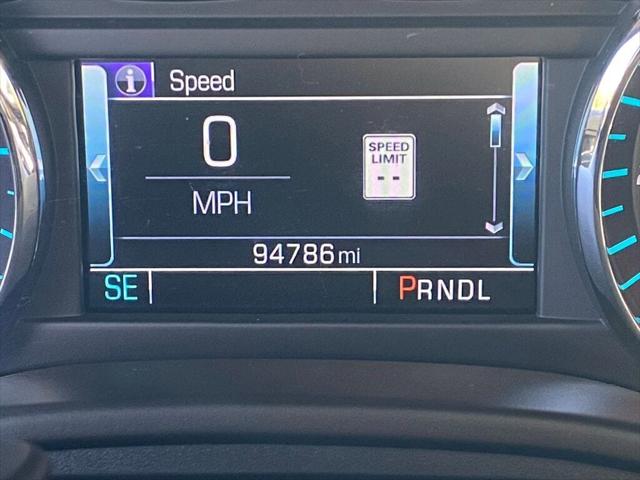 i Speed
0
MPH
SPEED
LIMIT
--
94786 mi
SE PRNDL